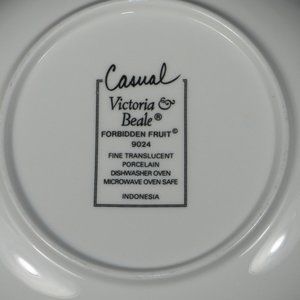 Casual
Victoria &
Beale®
FORBIDDEN FRUIT©
9024
FINE TRANSLUCENT
PORCELAIN
DISHWASHER OVEN
MICROWAVE OVEN SAFE
INDONESIA